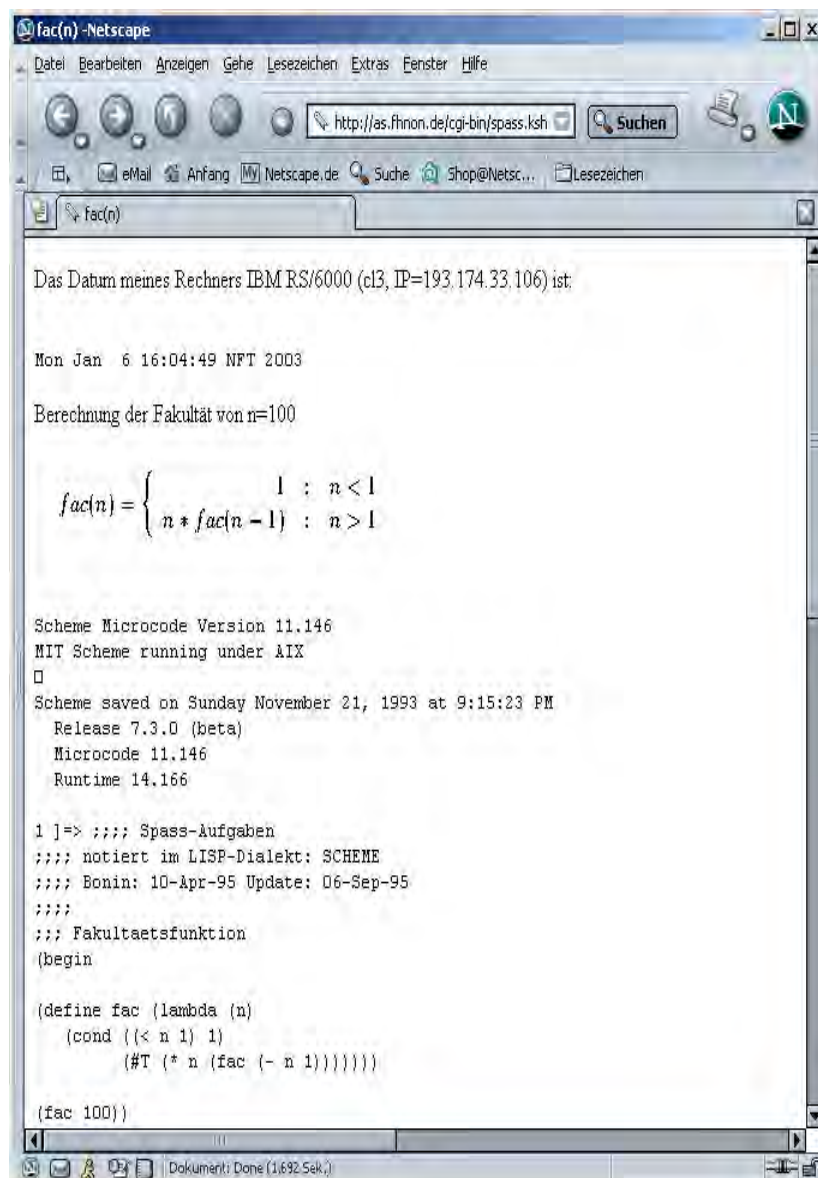 fac(n) -Netscape
Datei Bearbeiten Anzeigen Gehe Lesezeichen Extras Fenster Hilfe
http://as.fhnon.de/cgi-bin/spass.ksh Suchen N
eMail Anfang My Netscape.de Suche Shop@Netsc... Lesezeichen
fac(n)
Das Datum meines Rechners IBM RS/6000 (cl3, IP=193.174.33.106) ist:
Mon Jan  6 16:04:49 NFT 2003
Berechnung der Fakultät von n=100
1 : n < 1
fac(n) = {
n * fac(n - 1) : n > 1
Scheme Microcode Version 11.146
MIT Scheme running under AIX
Scheme saved on Sunday November 21, 1993 at 9:15:23 PM
Release 7.3.0 (beta)
Microcode 11.146
Runtime 14.166
1 ]=> ;;;; Spass-Aufgaben
;;;; notiert im LISP-Dialekt: SCHEME
;;;; Bonin: 10-Apr-95 Update: 06-Sep-95
;;;;
;;; Fakultaetsfunktion
(begin
(define fac (lambda (n)
(cond ((< n 1) 1)
(#T (* n (fac (- n 1)))))))
(fac 100))
Dokument: Done (1,692 Sek.)